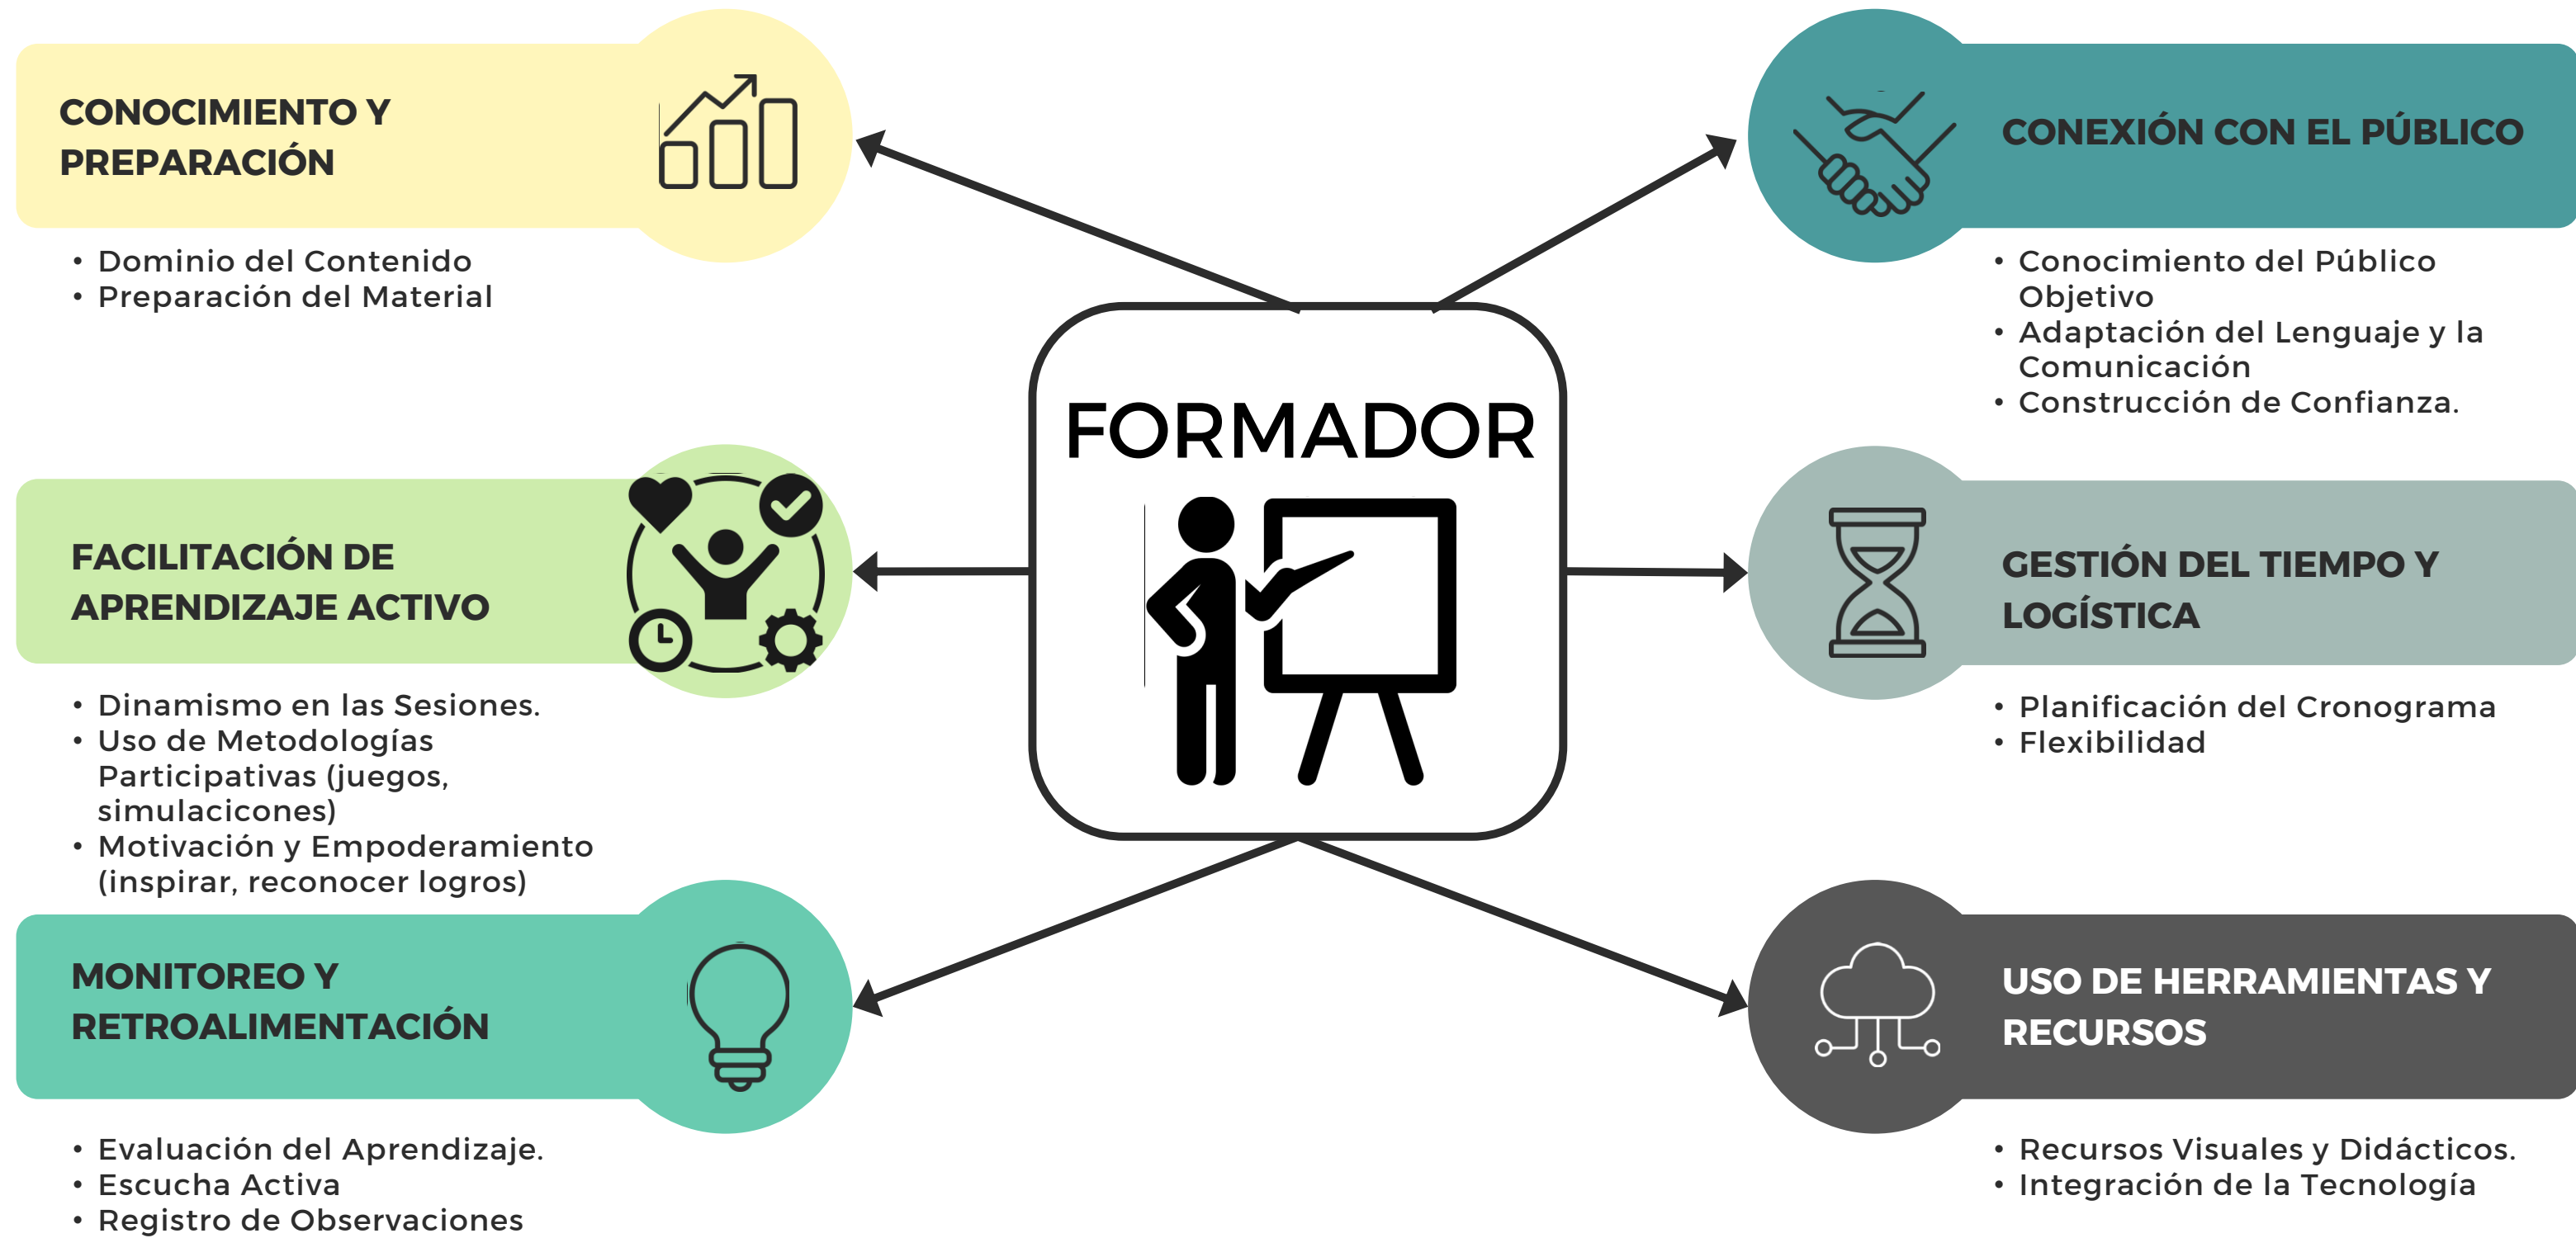 CONOCIMIENTO Y
PREPARACIÓN
• Dominio del Contenido
• Preparación del Material
FACILITACIÓN DE
APRENDIZAJE ACTIVO
• Dinamismo en las Sesiones.
• Uso de Metodologías
Participativas (juegos,
simulacicones)
• Motivación y Empoderamiento
(inspirar, reconocer logros)
MONITOREO Y
RETROALIMENTACIÓN
• Evaluación del Aprendizaje.
• Escucha Activa
• Registro de Observaciones
FORMADOR
CONEXIÓN CON EL PÚBLICO
• Conocimiento del Público
Objetivo
• Adaptación del Lenguaje y la
Comunicación
• Construcción de Confianza.
GESTIÓN DEL TIEMPO Y
LOGÍSTICA
• Planificación del Cronograma
• Flexibilidad
USO DE HERRAMIENTAS Y
RECURSOS
• Recursos Visuales y Didácticos.
• Integración de la Tecnología